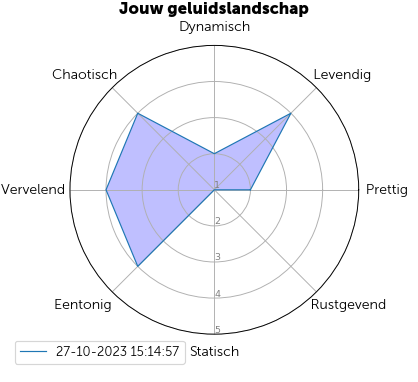 Jouw geluidslandschap
Dynamisch
Chaotisch
Levendig
Vervelend
1
Prettig
2
3
4
Eentonig
Rustgevend
5
27-10-2023 15:14:57
Statisch